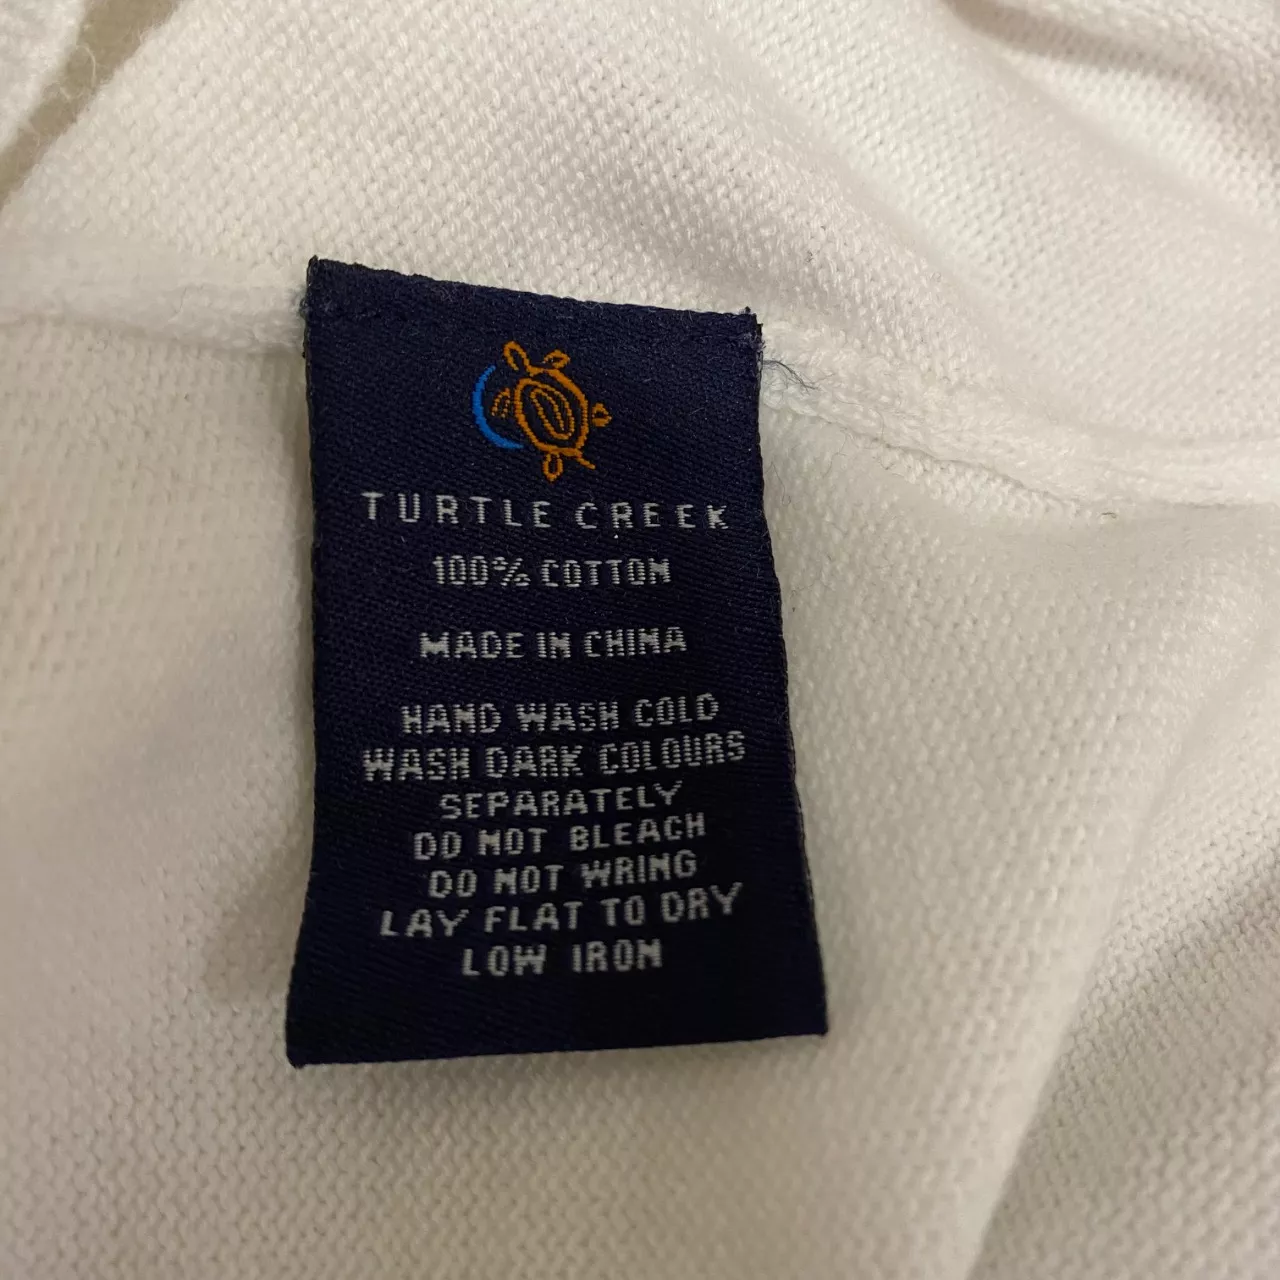 TURTLE CREEK
100% COTTON
MADE IN CHINA
HAND WASH COLD
WASH DARK COLOURS
SEPARATELY
DO NOT BLEACH
DO NOT WRING
LAY FLAT TO DRY
LOW IRON